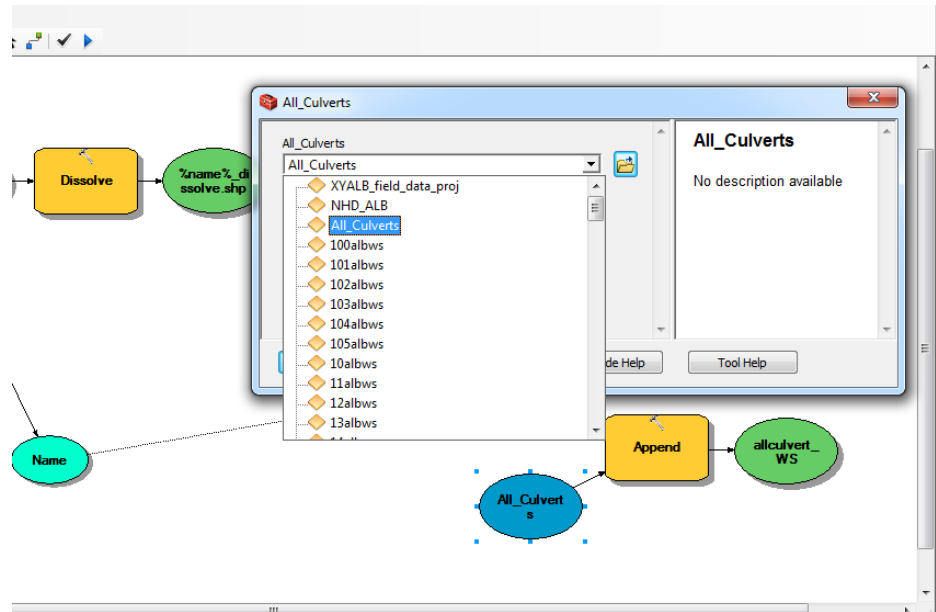 All_Culverts
All_Culverts
All_Culverts
XYALB_field_data_proj
NHD_ALB
All_Culverts
100albws
101albws
102albws
103albws
104albws
105albws
10albws
11albws
12albws
13albws
All_Culverts
No description available
Help
Tool Help
Dissolve
%name%_di
ssolve.shp
Name
Append
allculvert_
WS
All_Culvert
s